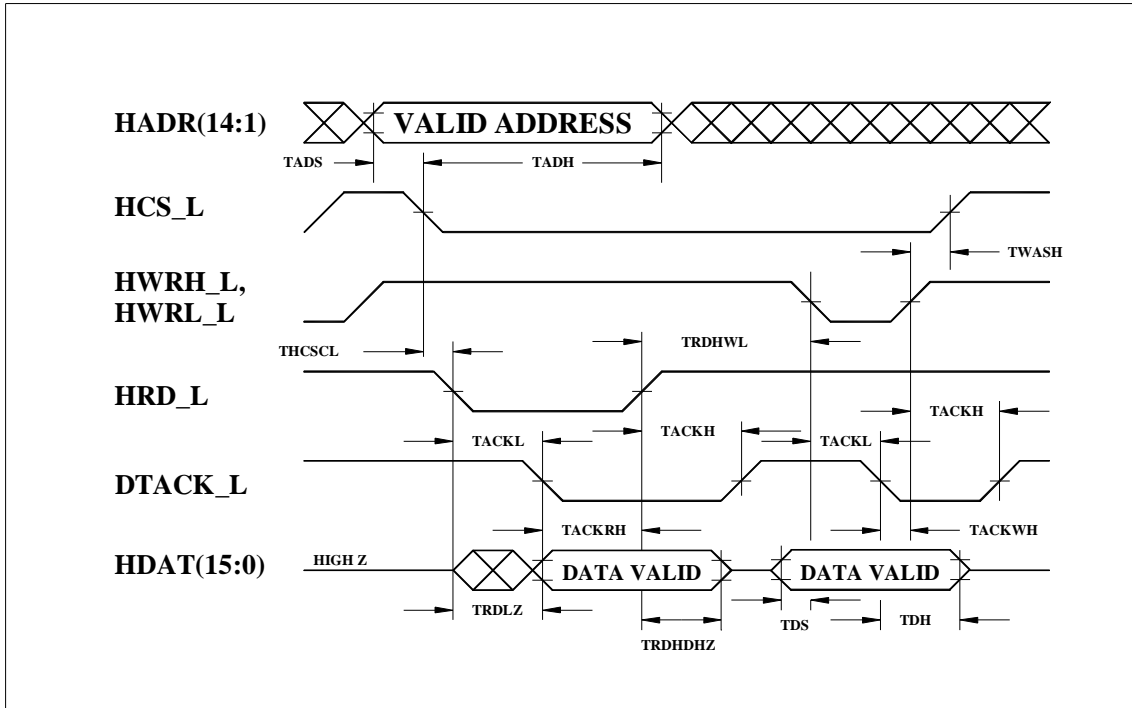 HADR(14:1)
VALID ADDRESS
TADS
TADH
HCS_L
TWASH
HWRH_L,
HWRL_L
THCSCL
TRDHWL
HRD_L
TACKL
TACKH
TACKL
TACKH
DTACK_L
TACKRH
TACKWH
HDAT(15:0)
HIGH Z
DATA VALID
DATA VALID
TRDLZ
TRDHDHZ
TDS
TDH